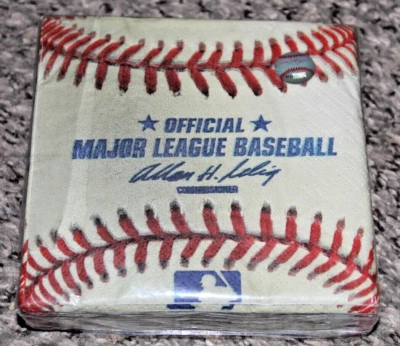 ★ OFFICIAL ★
MAJOR LEAGUE BASEBALL
Allan H. Selig
COMMISSIONER